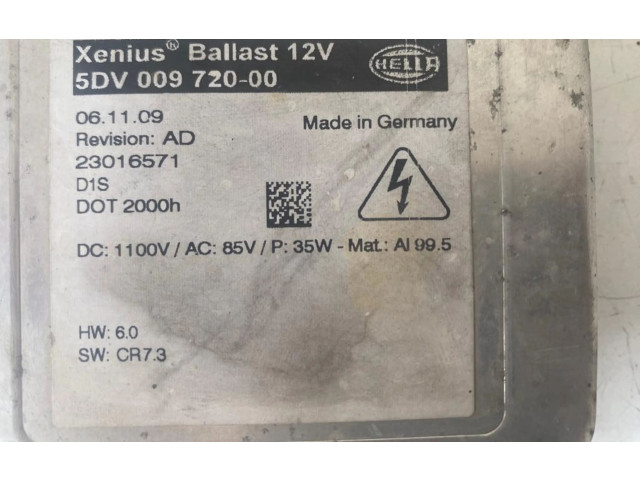 Xenius® Ballast 12V
5DV 009 720-00
HELLA
06.11.09
Made in Germany
Revision: AD
23016571
D1S
DOT 2000h
DC: 1100V / AC: 85V / P: 35W - Mat.: Al 99.5
HW: 6.0
SW: CR7.3